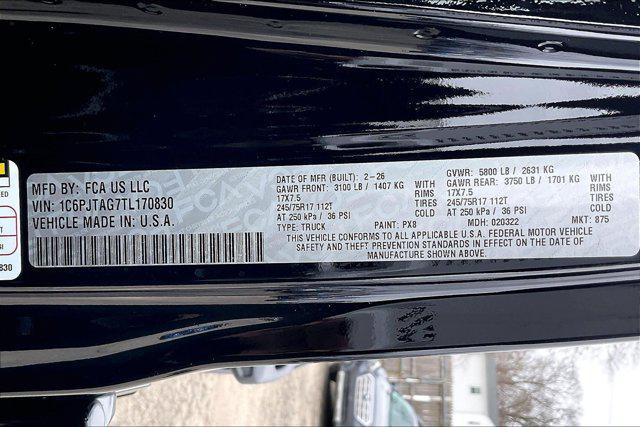 MFD BY: FCA US LLC
VIN: 1C6PJTAG7TL170830
VEHICLE MADE IN: U.S.A.
DATE OF MFR (BUILT): 2-26
GAWR FRONT: 3100 LB / 1407 KG WITH
17X7.5 RIMS
245/75R17 112T TIRES
AT 250 kPa / 36 PSI COLD
GVWR: 5800 LB / 2631 KG
GAWR REAR: 3750 LB / 1701 KG WITH
17X7.5 RIMS
245/75R17 112T TIRES
AT 250 kPa / 36 PSI COLD
TYPE: TRUCK PAINT: PX8 MDH: 020322 MKT: 875
THIS VEHICLE CONFORMS TO ALL APPLICABLE U.S.A. FEDERAL MOTOR VEHICLE
SAFETY AND THEFT PREVENTION STANDARDS IN EFFECT ON THE DATE OF
MANUFACTURE SHOWN ABOVE.
0830